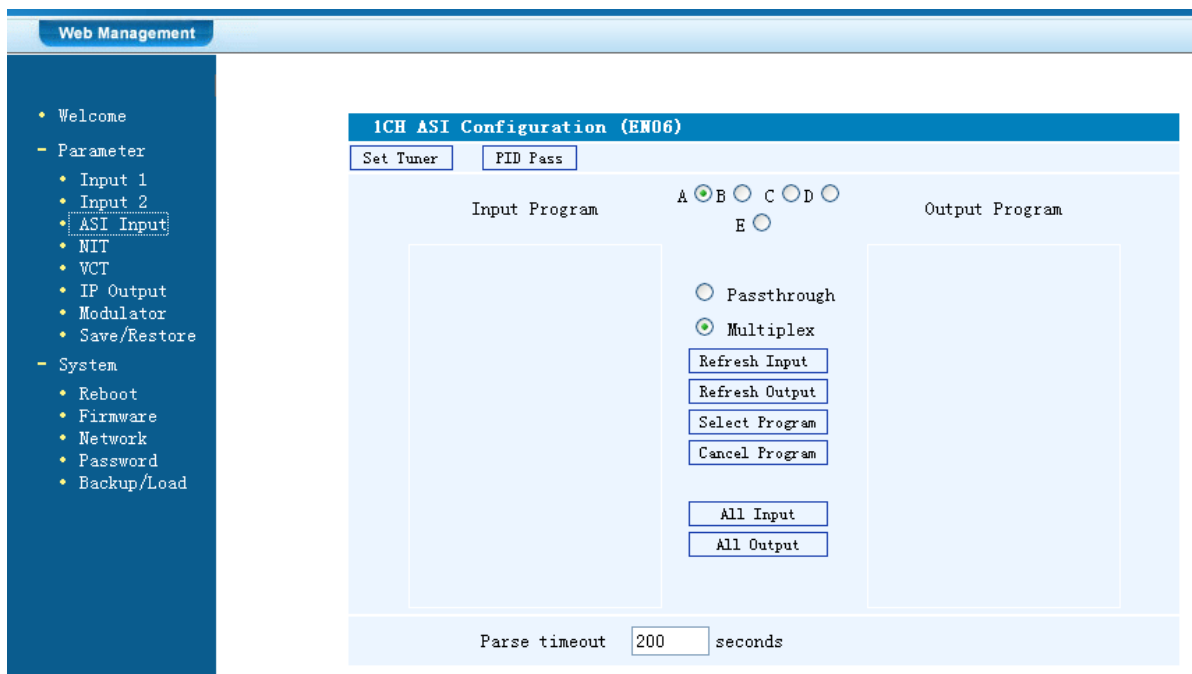 Web Management
Welcome
Parameter
Input 1
Input 2
ASI Input
NIT
VCT
IP Output
Modulator
Save/Restore
System
Reboot
Firmware
Network
Password
Backup/Load
1CH ASI Configuration (EN06)
Set Tuner PID Pass
Input Program
A B C D
E
Output Program
Passthrough
Multiplex
Refresh Input
Refresh Output
Select Program
Cancel Program
All Input
All Output
Parse timeout 200 seconds